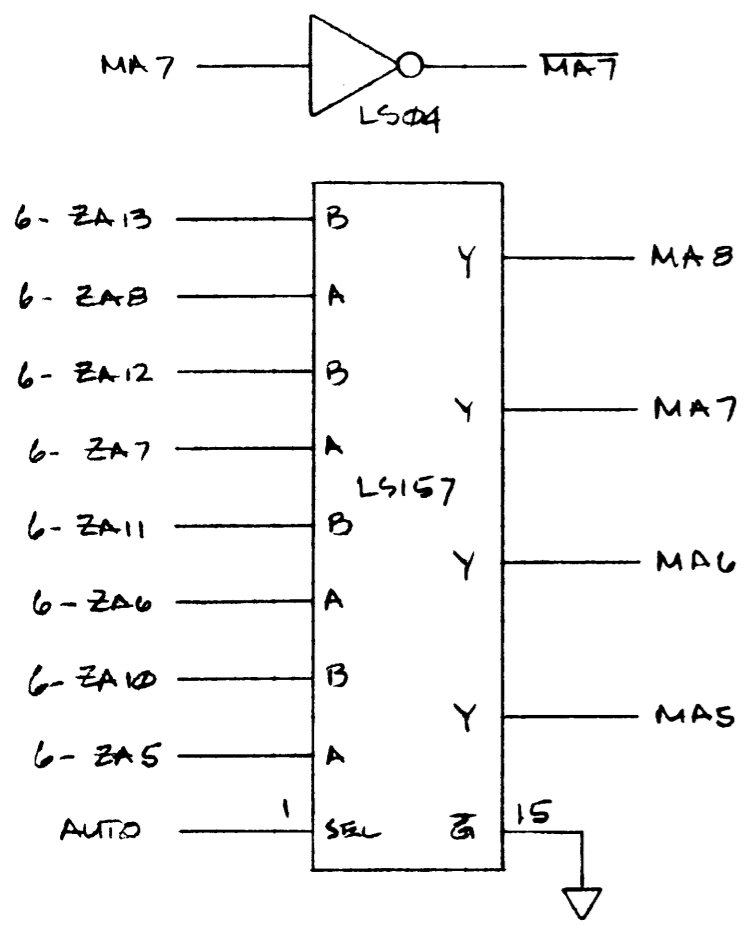 MA7 M̅A̅7̅
LS04
6- ZA13 B
Y MA8
6- ZA8 A
6- ZA12 B
Y MA7
6- ZA7 A
LS157
6- ZA11 B
Y MA6
6- ZA6 A
6- ZA10 B
Y MA5
6- ZA5 A
AUTO 1 SEL G̅ 15